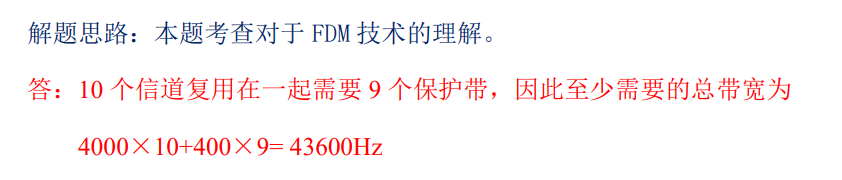 解题思路：本题考查对于 FDM 技术的理解。
答：10 个信道复用在一起需要 9 个保护带，因此至少需要的总带宽为
4000×10+400×9= 43600Hz